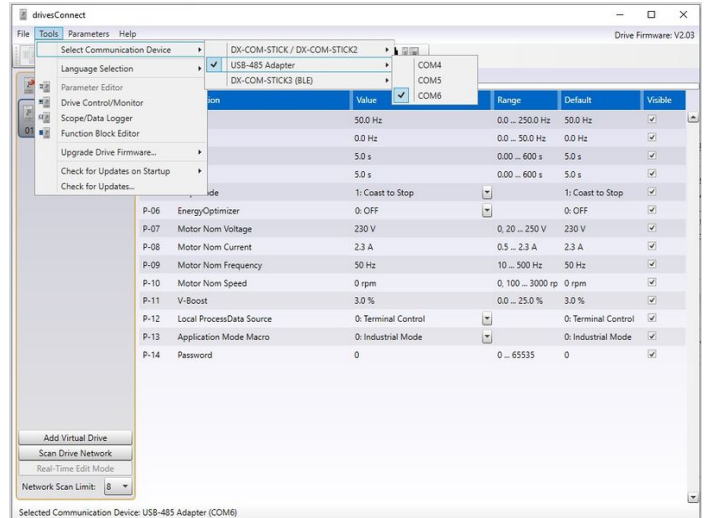 drivesConnect
File Tools Parameters Help
Drive Firmware: V2.03
Select Communication Device
Language Selection
Parameter Editor
Drive Control/Monitor
Scope/Data Logger
Function Block Editor
Upgrade Drive Firmware...
Check for Updates on Startup
Check for Updates...
DX-COM-STICK / DX-COM-STICK2
USB-485 Adapter
DX-COM-STICK3 (BLE)
COM4
COM5
COM6
Value Range Default Visible
50.0 Hz 0.0 ... 250.0 Hz 50.0 Hz
0.0 Hz 0.0 ... 50.0 Hz 0.0 Hz
5.0 s 0.00 ... 600 s 5.0 s
5.0 s 0.00 ... 600 s 5.0 s
1: Coast to Stop 1: Coast to Stop
P-06 EnergyOptimizer 0: OFF 0: OFF
P-07 Motor Nom Voltage 230 V 0, 20 ... 250 V 230 V
P-08 Motor Nom Current 2.3 A 0.5 ... 2.3 A 2.3 A
P-09 Motor Nom Frequency 50 Hz 10 ... 500 Hz 50 Hz
P-10 Motor Nom Speed 0 rpm 0, 100 ... 3000 rp 0 rpm
P-11 V-Boost 3.0 % 0.0 ... 25.0 % 3.0 %
P-12 Local ProcessData Source 0: Terminal Control 0: Terminal Control
P-13 Application Mode Macro 0: Industrial Mode 0: Industrial Mode
P-14 Password 0 0 ... 65535 0
Add Virtual Drive
Scan Drive Network
Real-Time Edit Mode
Network Scan Limit: 8
Selected Communication Device: USB-485 Adapter (COM6)